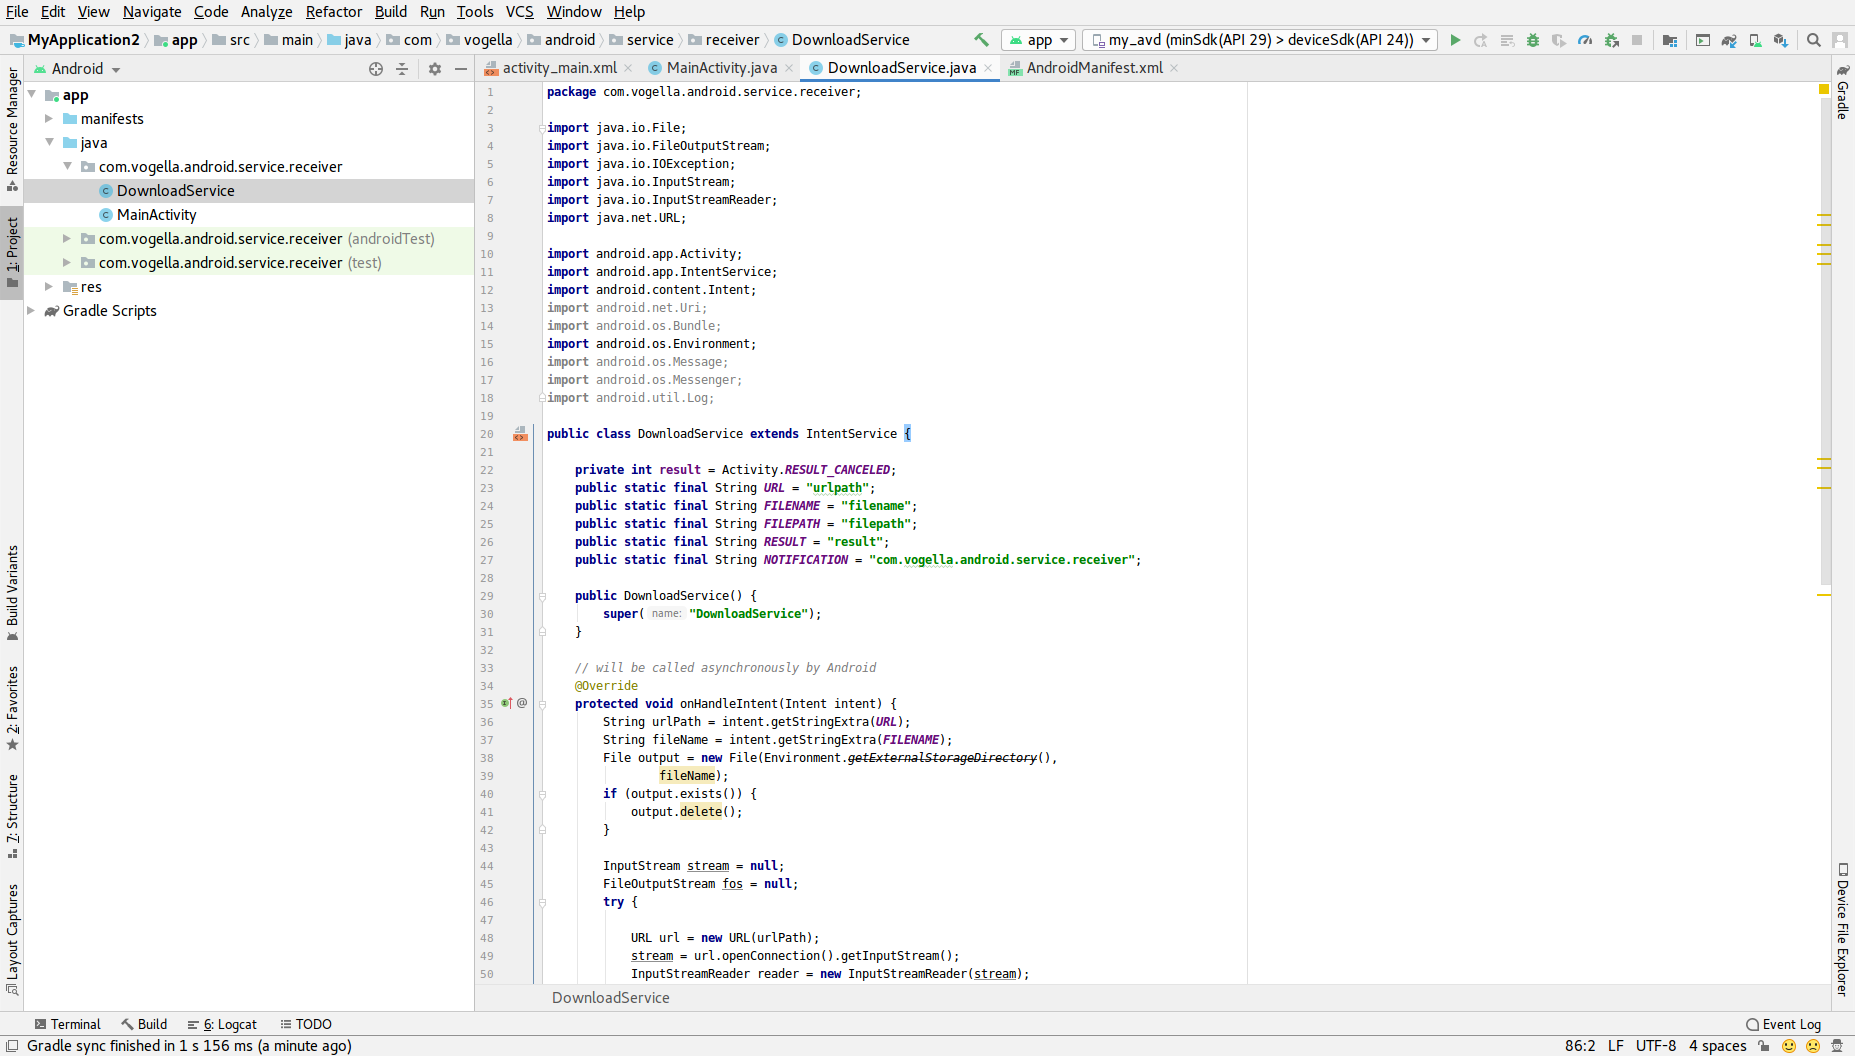 File Edit View Navigate Code Analyze Refactor Build Run Tools VCS Window Help
MyApplication2 app src main java com vogella android service receiver DownloadService app my_avd (minSdk(API 29) > deviceSdk(API 24))
Android
activity_main.xml MainActivity.java DownloadService.java AndroidManifest.xml
Resource Manager
1: Project
Build Variants
2: Favorites
7: Structure
Layout Captures
app
manifests
java
com.vogella.android.service.receiver
DownloadService
MainActivity
com.vogella.android.service.receiver (androidTest)
com.vogella.android.service.receiver (test)
res
Gradle Scripts
1 package com.vogella.android.service.receiver;
2
3 import java.io.File;
4 import java.io.FileOutputStream;
5 import java.io.IOException;
6 import java.io.InputStream;
7 import java.io.InputStreamReader;
8 import java.net.URL;
9
10 import android.app.Activity;
11 import android.app.IntentService;
12 import android.content.Intent;
13 import android.net.Uri;
14 import android.os.Bundle;
15 import android.os.Environment;
16 import android.os.Message;
17 import android.os.Messenger;
18 import android.util.Log;
19
20 public class DownloadService extends IntentService {
21
22 private int result = Activity.RESULT_CANCELED;
23 public static final String URL = "urlpath";
24 public static final String FILENAME = "filename";
25 public static final String FILEPATH = "filepath";
26 public static final String RESULT = "result";
27 public static final String NOTIFICATION = "com.vogella.android.service.receiver";
28
29 public DownloadService() {
30 super( name: "DownloadService");
31 }
32
33 // will be called asynchronously by Android
34 @Override
35 @ protected void onHandleIntent(Intent intent) {
36 String urlPath = intent.getStringExtra(URL);
37 String fileName = intent.getStringExtra(FILENAME);
38 File output = new File(Environment.getExternalStorageDirectory(),
39 fileName);
40 if (output.exists()) {
41 output.delete();
42 }
43
44 InputStream stream = null;
45 FileOutputStream fos = null;
46 try {
47
48 URL url = new URL(urlPath);
49 stream = url.openConnection().getInputStream();
50 InputStreamReader reader = new InputStreamReader(stream);
DownloadService
Gradle
Device File Explorer
Terminal Build 6: Logcat TODO Event Log
Gradle sync finished in 1 s 156 ms (a minute ago) 86:2 LF UTF-8 4 spaces